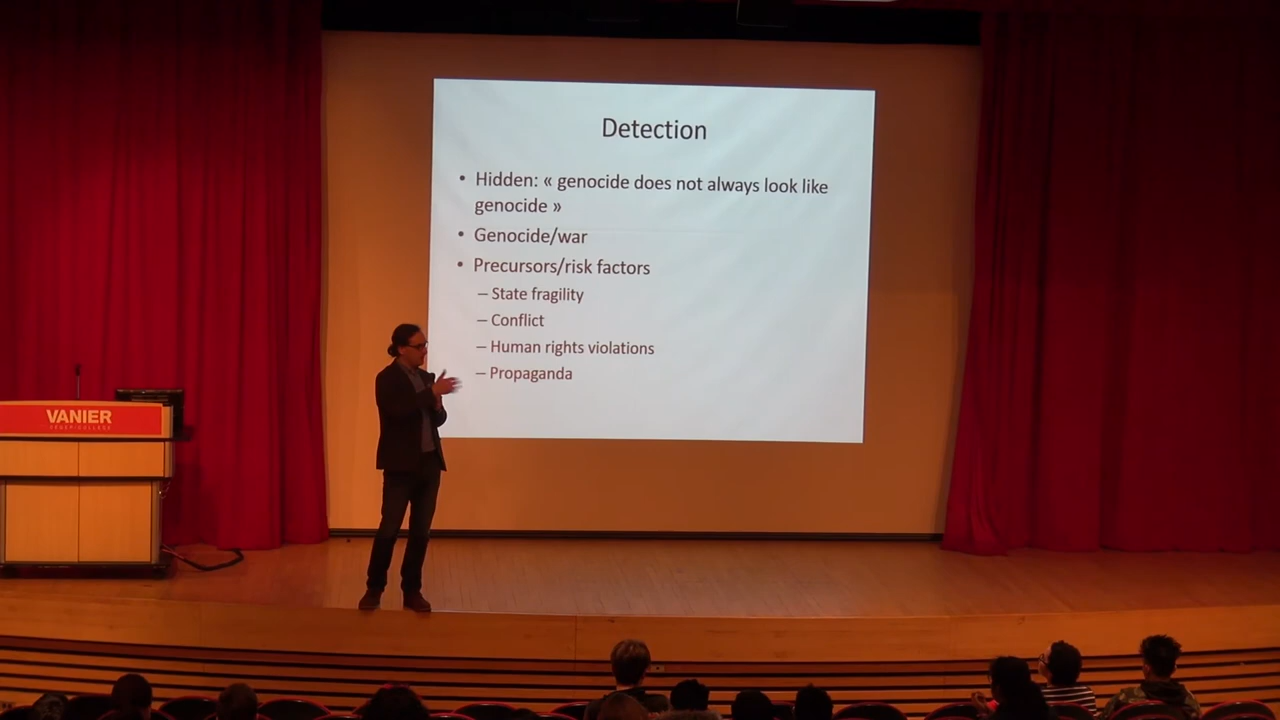 Detection
• Hidden: « genocide does not always look like
genocide »
• Genocide/war
• Precursors/risk factors
– State fragility
– Conflict
– Human rights violations
– Propaganda
VANIER